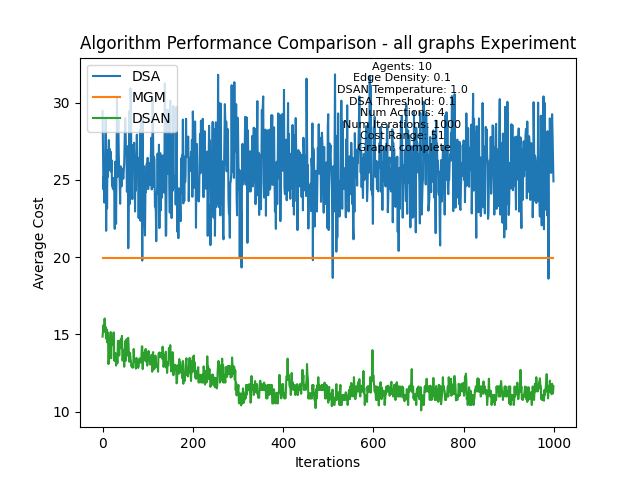 Algorithm Performance Comparison - all graphs Experiment
DSA
MGM
DSAN
Agents: 10
Edge Density: 0.1
DSAN Temperature: 1.0
DSA Threshold: 0.1
Num Actions: 4
Num Iterations: 1000
Cost Range: 51
Graph: complete
30
25
20
15
10
Average Cost
0 200 400 600 800 1000
Iterations